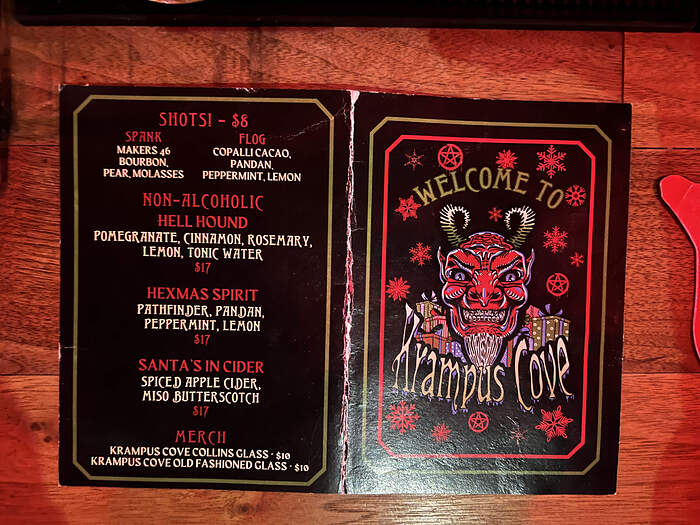 SHOTS! - $8
SPANK
MAKERS 46
BOURBON,
PEAR, MOLASSES
FLOG
COPALLI CACAO,
PANDAN,
PEPPERMINT, LEMON
NON-ALCOHOLIC
HELL HOUND
POMEGRANATE, CINNAMON, ROSEMARY,
LEMON, TONIC WATER
$17
HEXMAS SPIRIT
PATHFINDER, PANDAN,
PEPPERMINT, LEMON
$17
SANTA'S IN CIDER
SPICED APPLE CIDER,
MISO BUTTERSCOTCH
$17
MERCH
KRAMPUS COVE COLLINS GLASS - $10
KRAMPUS COVE OLD FASHIONED GLASS - $10
WELCOME TO
Krampus Cove